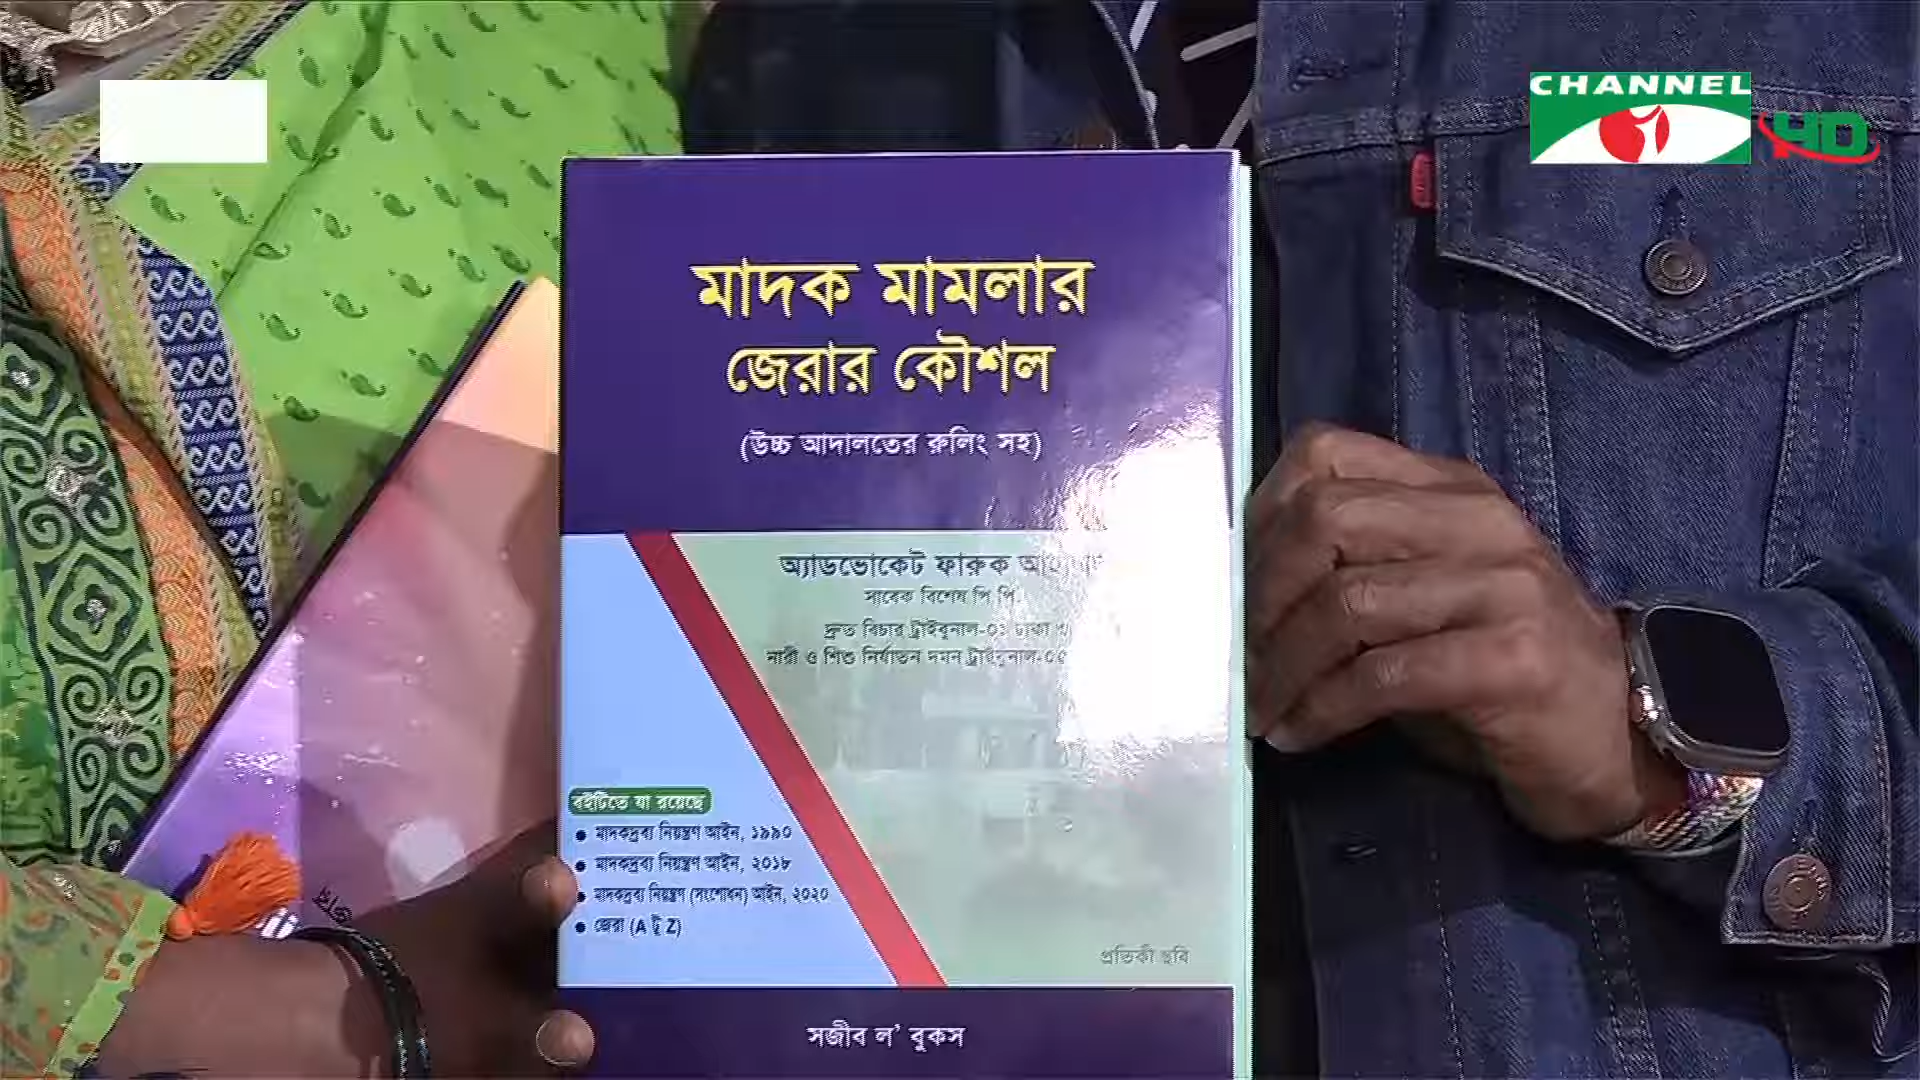 CHANNEL
HD
মাদক মামলার
জেরার কৌশল
(উচ্চ আদালতের রুলিং সহ)
অ্যাডভোকেট ফারুক
সাবেক বিশেষ পি পি
দ্রুত বিচার ট্রাইবুনাল-০১ ঢাকা
নারী ও শিশু নির্যাতন দমন ট্রাইবুনাল-০৫
বইটিতে যা রয়েছে
• মাদকদ্রব্য নিয়ন্ত্রণ আইন, ১৯৯০
• মাদকদ্রব্য নিয়ন্ত্রণ আইন, ২০১৮
• মাদকদ্রব্য নিয়ন্ত্রণ (সংশোধন) আইন, ২০২০
• জেরা (A টু Z)
প্রতিকী ছবি
সজীব ল' বুকস